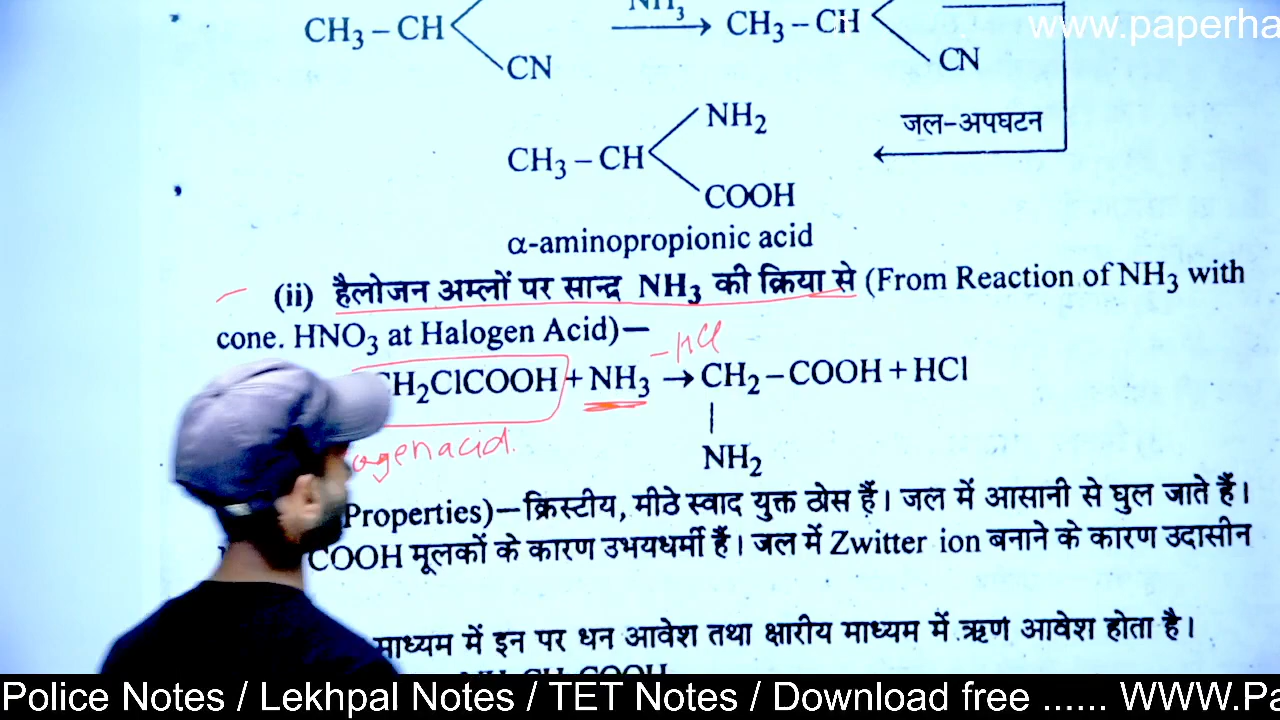 NH₃
www.paperha
CH₃ – CH
CH₃ – CH
CN
CN
NH₂
जल-अपघटन
CH₃ – CH
COOH
α-aminopropionic acid
(ii) हैलोजन अम्लों पर सान्द्र NH₃ की क्रिया से (From Reaction of NH₃ with
cone. HNO₃ at Halogen Acid)—
–HCl
CH₂ClCOOH + NH₃ → CH₂ – COOH + HCl
ogenacid.
NH₂
Properties)—क्रिस्टीय, मीठे स्वाद युक्त ठोस हैं। जल में आसानी से घुल जाते हैं।
COOH मूलकों के कारण उभयधर्मी हैं। जल में Zwitter ion बनाने के कारण उदासीन
माध्यम में इन पर धन आवेश तथा क्षारीय माध्यम में ऋण आवेश होता है।
Police Notes / Lekhpal Notes / TET Notes / Download free ...... WWW.Pa